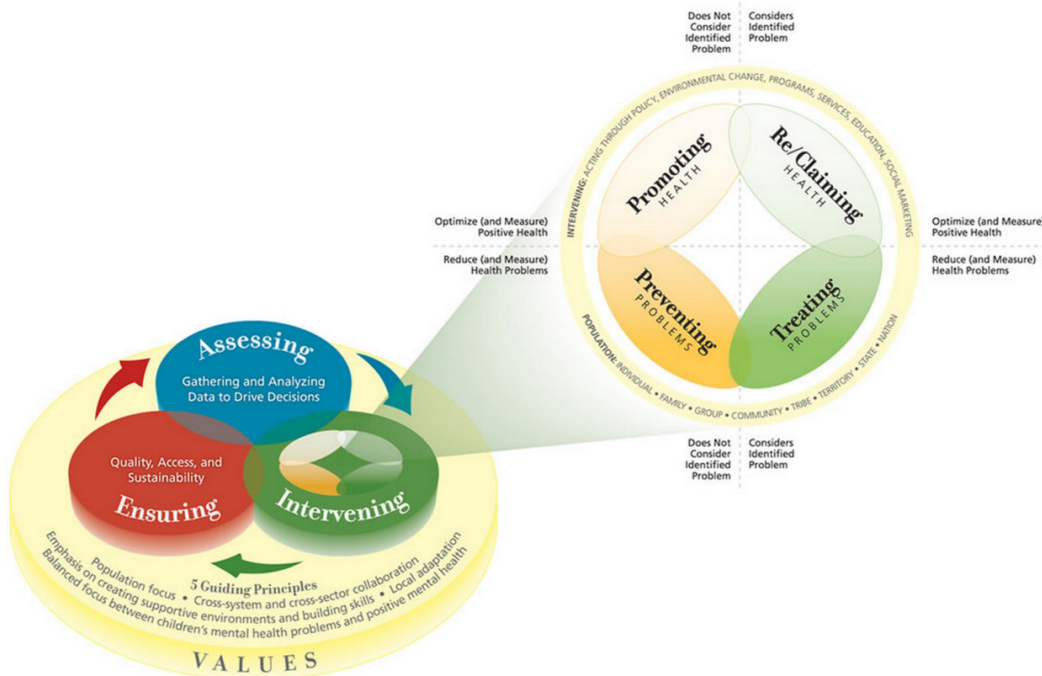 Does Not
Consider
Identified
Problem
Considers
Identified
Problem
INTERVENING: ACTING THROUGH POLICY, ENVIRONMENTAL CHANGE, PROGRAMS, SERVICES, EDUCATION, SOCIAL MARKETING
Promoting
HEALTH
Re/Claiming
HEALTH
Optimize (and Measure)
Positive Health
Optimize (and Measure)
Positive Health
Reduce (and Measure)
Health Problems
Reduce (and Measure)
Health Problems
Preventing
PROBLEMS
Treating
PROBLEMS
POPULATION: INDIVIDUAL • FAMILY • GROUP • COMMUNITY • TRIBE • TERRITORY • STATE • NATION
Does Not
Consider
Identified
Problem
Considers
Identified
Problem
Assessing
Gathering and Analyzing
Data to Drive Decisions
Quality, Access, and
Sustainability
Ensuring
Intervening
5 Guiding Principles
Population focus • Cross-system and cross-sector collaboration
Emphasis on creating supportive environments and building skills • Local adaptation
Balanced focus between children's mental health problems and positive mental health
VALUES